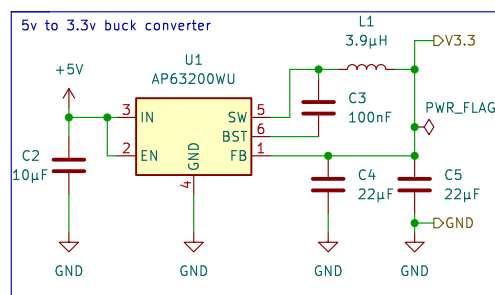 5v to 3.3v buck converter
L1
3.9µH
V3.3
U1
AP63200WU
+5V
3 IN
SW 5
C3
100nF
PWR_FLAG
BST 6
2 EN
GND
FB 1
4
C2
10µF
C4
22µF
C5
22µF
GND
GND
GND
GND
GND